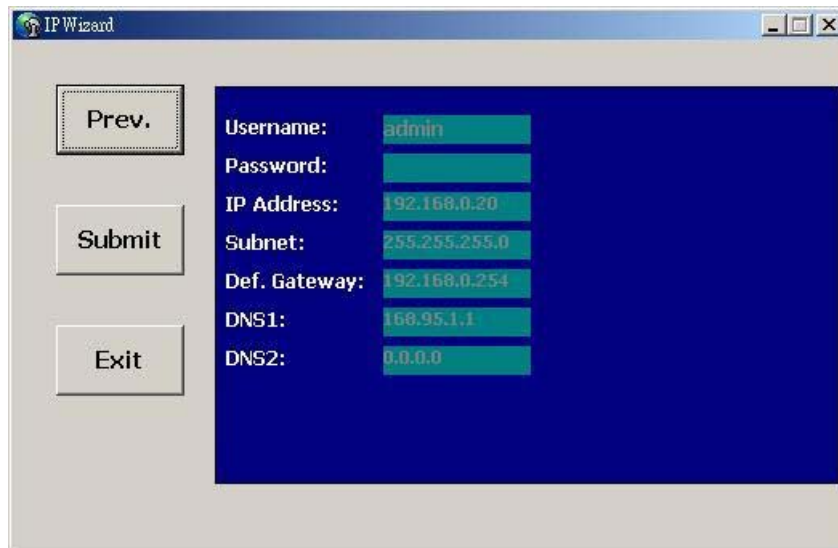 IP Wizard
Prev.
Submit
Exit
Username: admin
Password:
IP Address: 192.168.0.20
Subnet: 255.255.255.0
Def. Gateway: 192.168.0.254
DNS1: 168.95.1.1
DNS2: 0.0.0.0